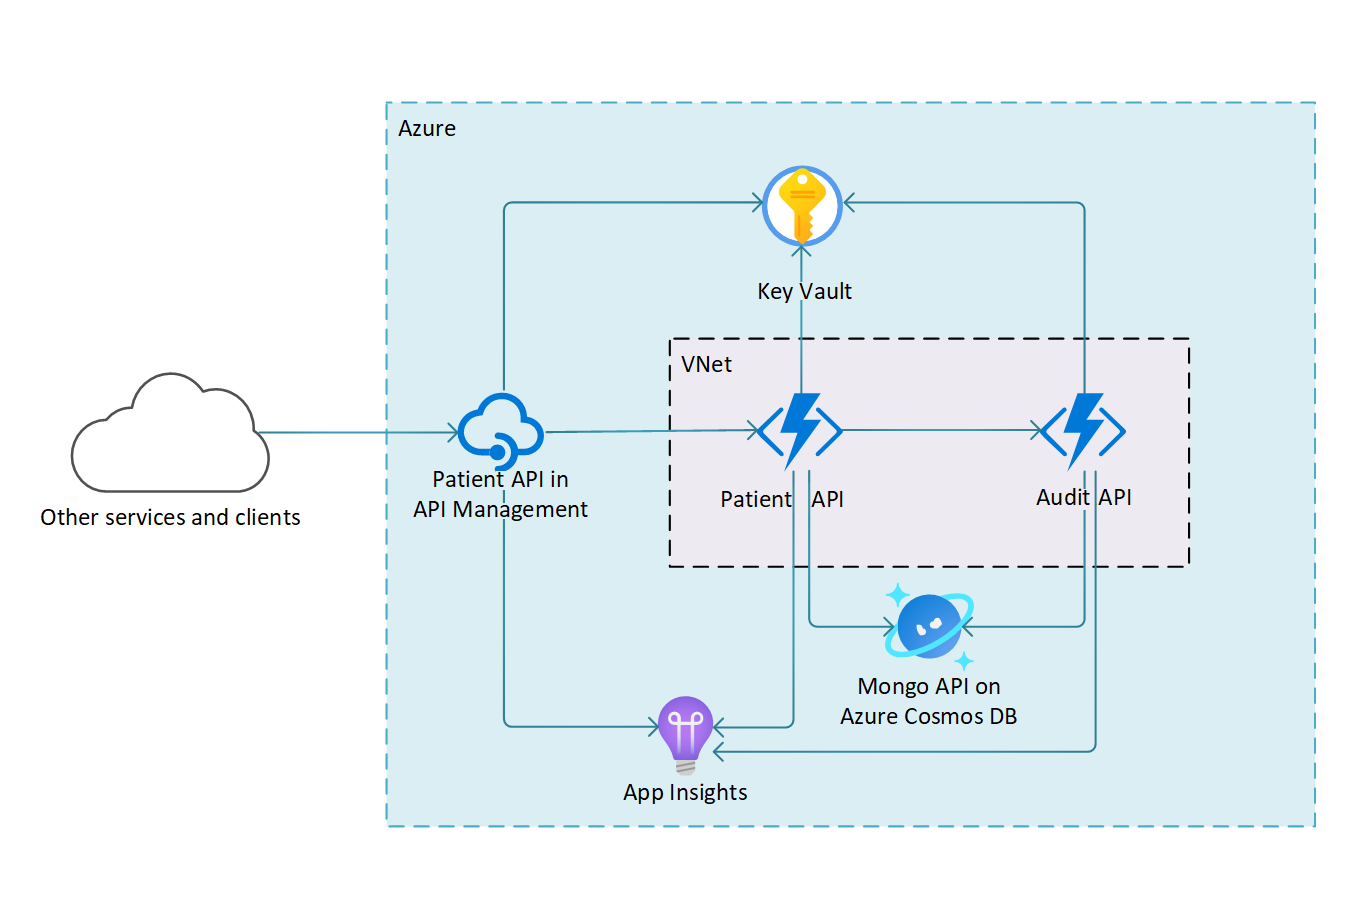 Azure
Key Vault
VNet
Patient API in
API Management
Patient API
Audit API
Other services and clients
Mongo API on
Azure Cosmos DB
App Insights